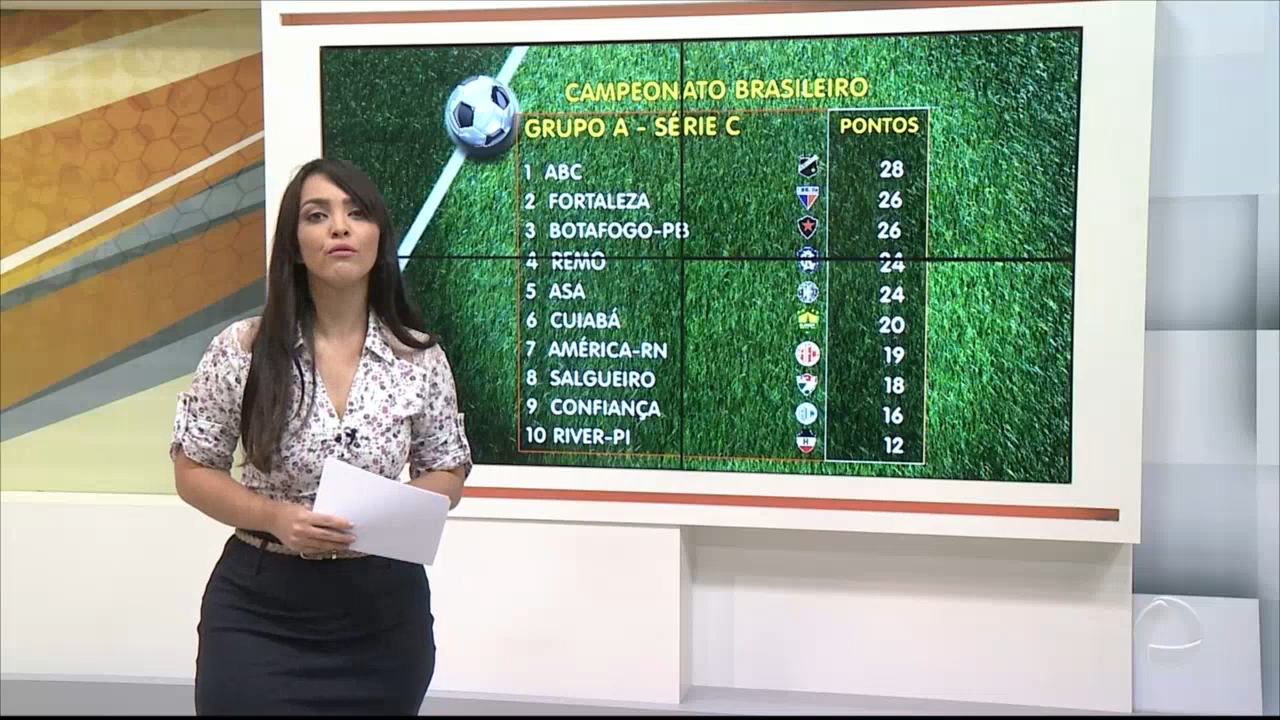 CAMPEONATO BRASILEIRO
GRUPO A - SÉRIE C PONTOS
1 ABC 28
2 FORTALEZA 26
3 BOTAFOGO-PB 26
4 REMO 24
5 ASA 24
6 CUIABÁ 20
7 AMÉRICA-RN 19
8 SALGUEIRO 18
9 CONFIANÇA 16
10 RIVER-PI 12